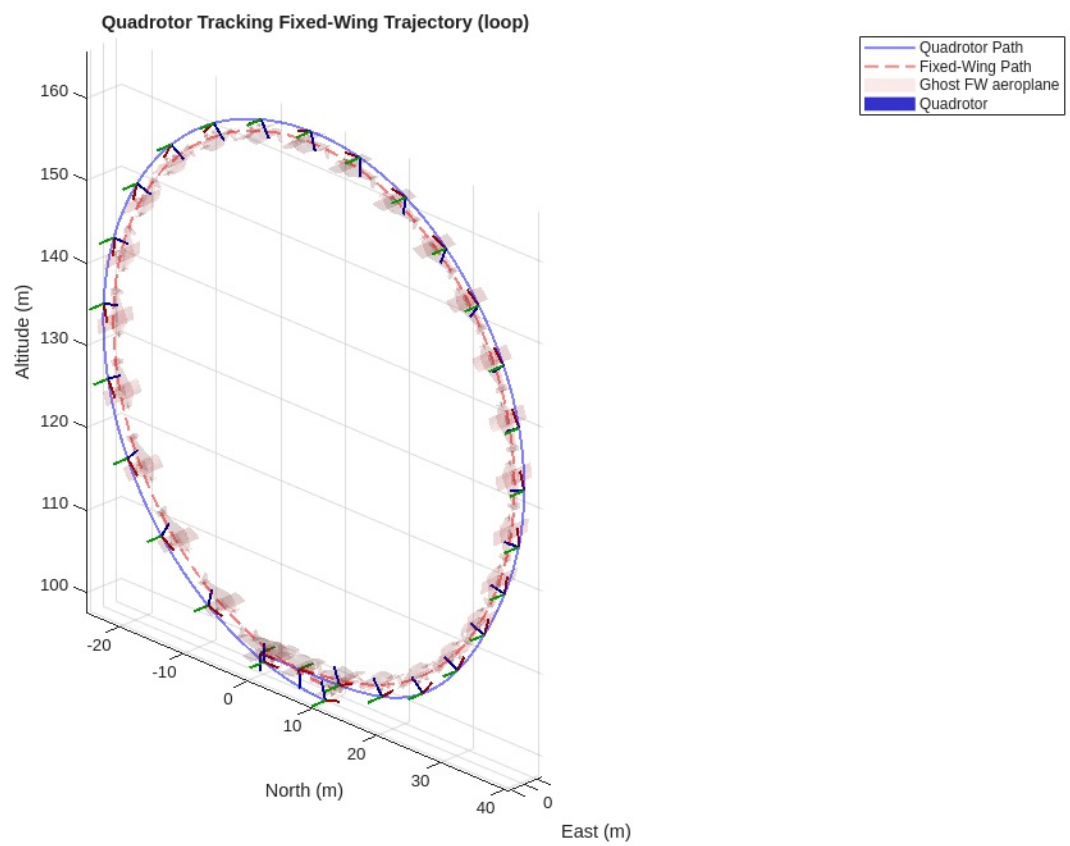 Quadrotor Tracking Fixed-Wing Trajectory (loop)
Quadrotor Path
Fixed-Wing Path
Ghost FW aeroplane
Quadrotor
160
150
140
130
120
110
100
Altitude (m)
-20
-10
0
10
20
30
40
North (m)
0
East (m)